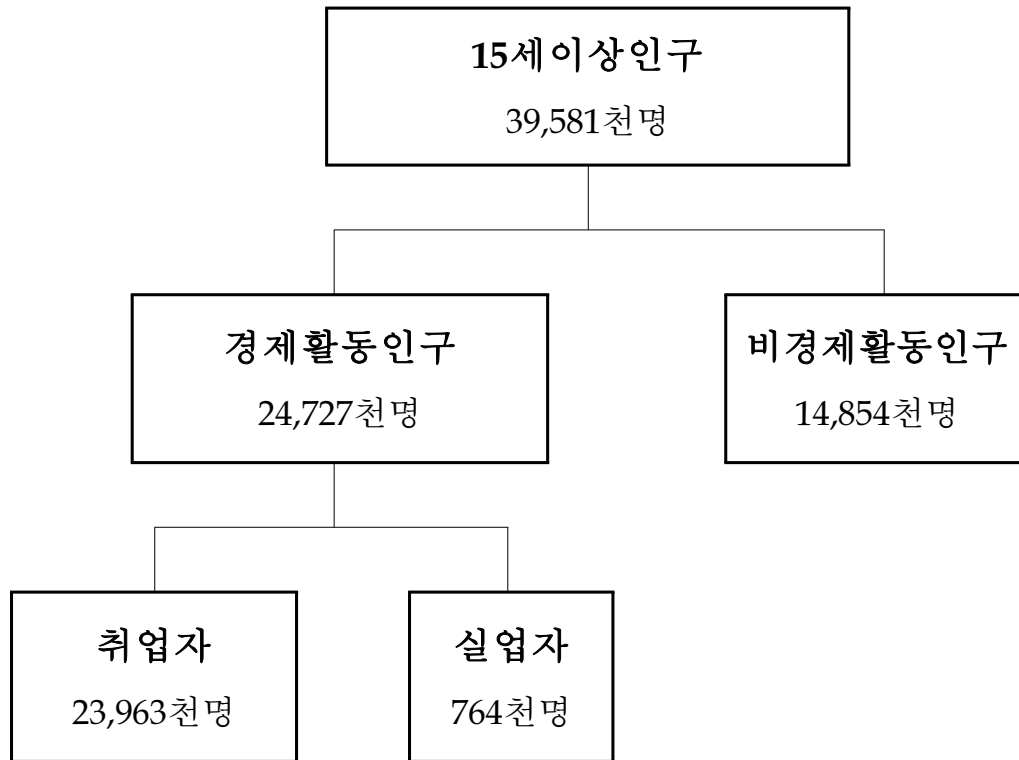 15세이상인구
39,581천명
경제활동인구
24,727천명
비경제활동인구
14,854천명
취업자
23,963천명
실업자
764천명